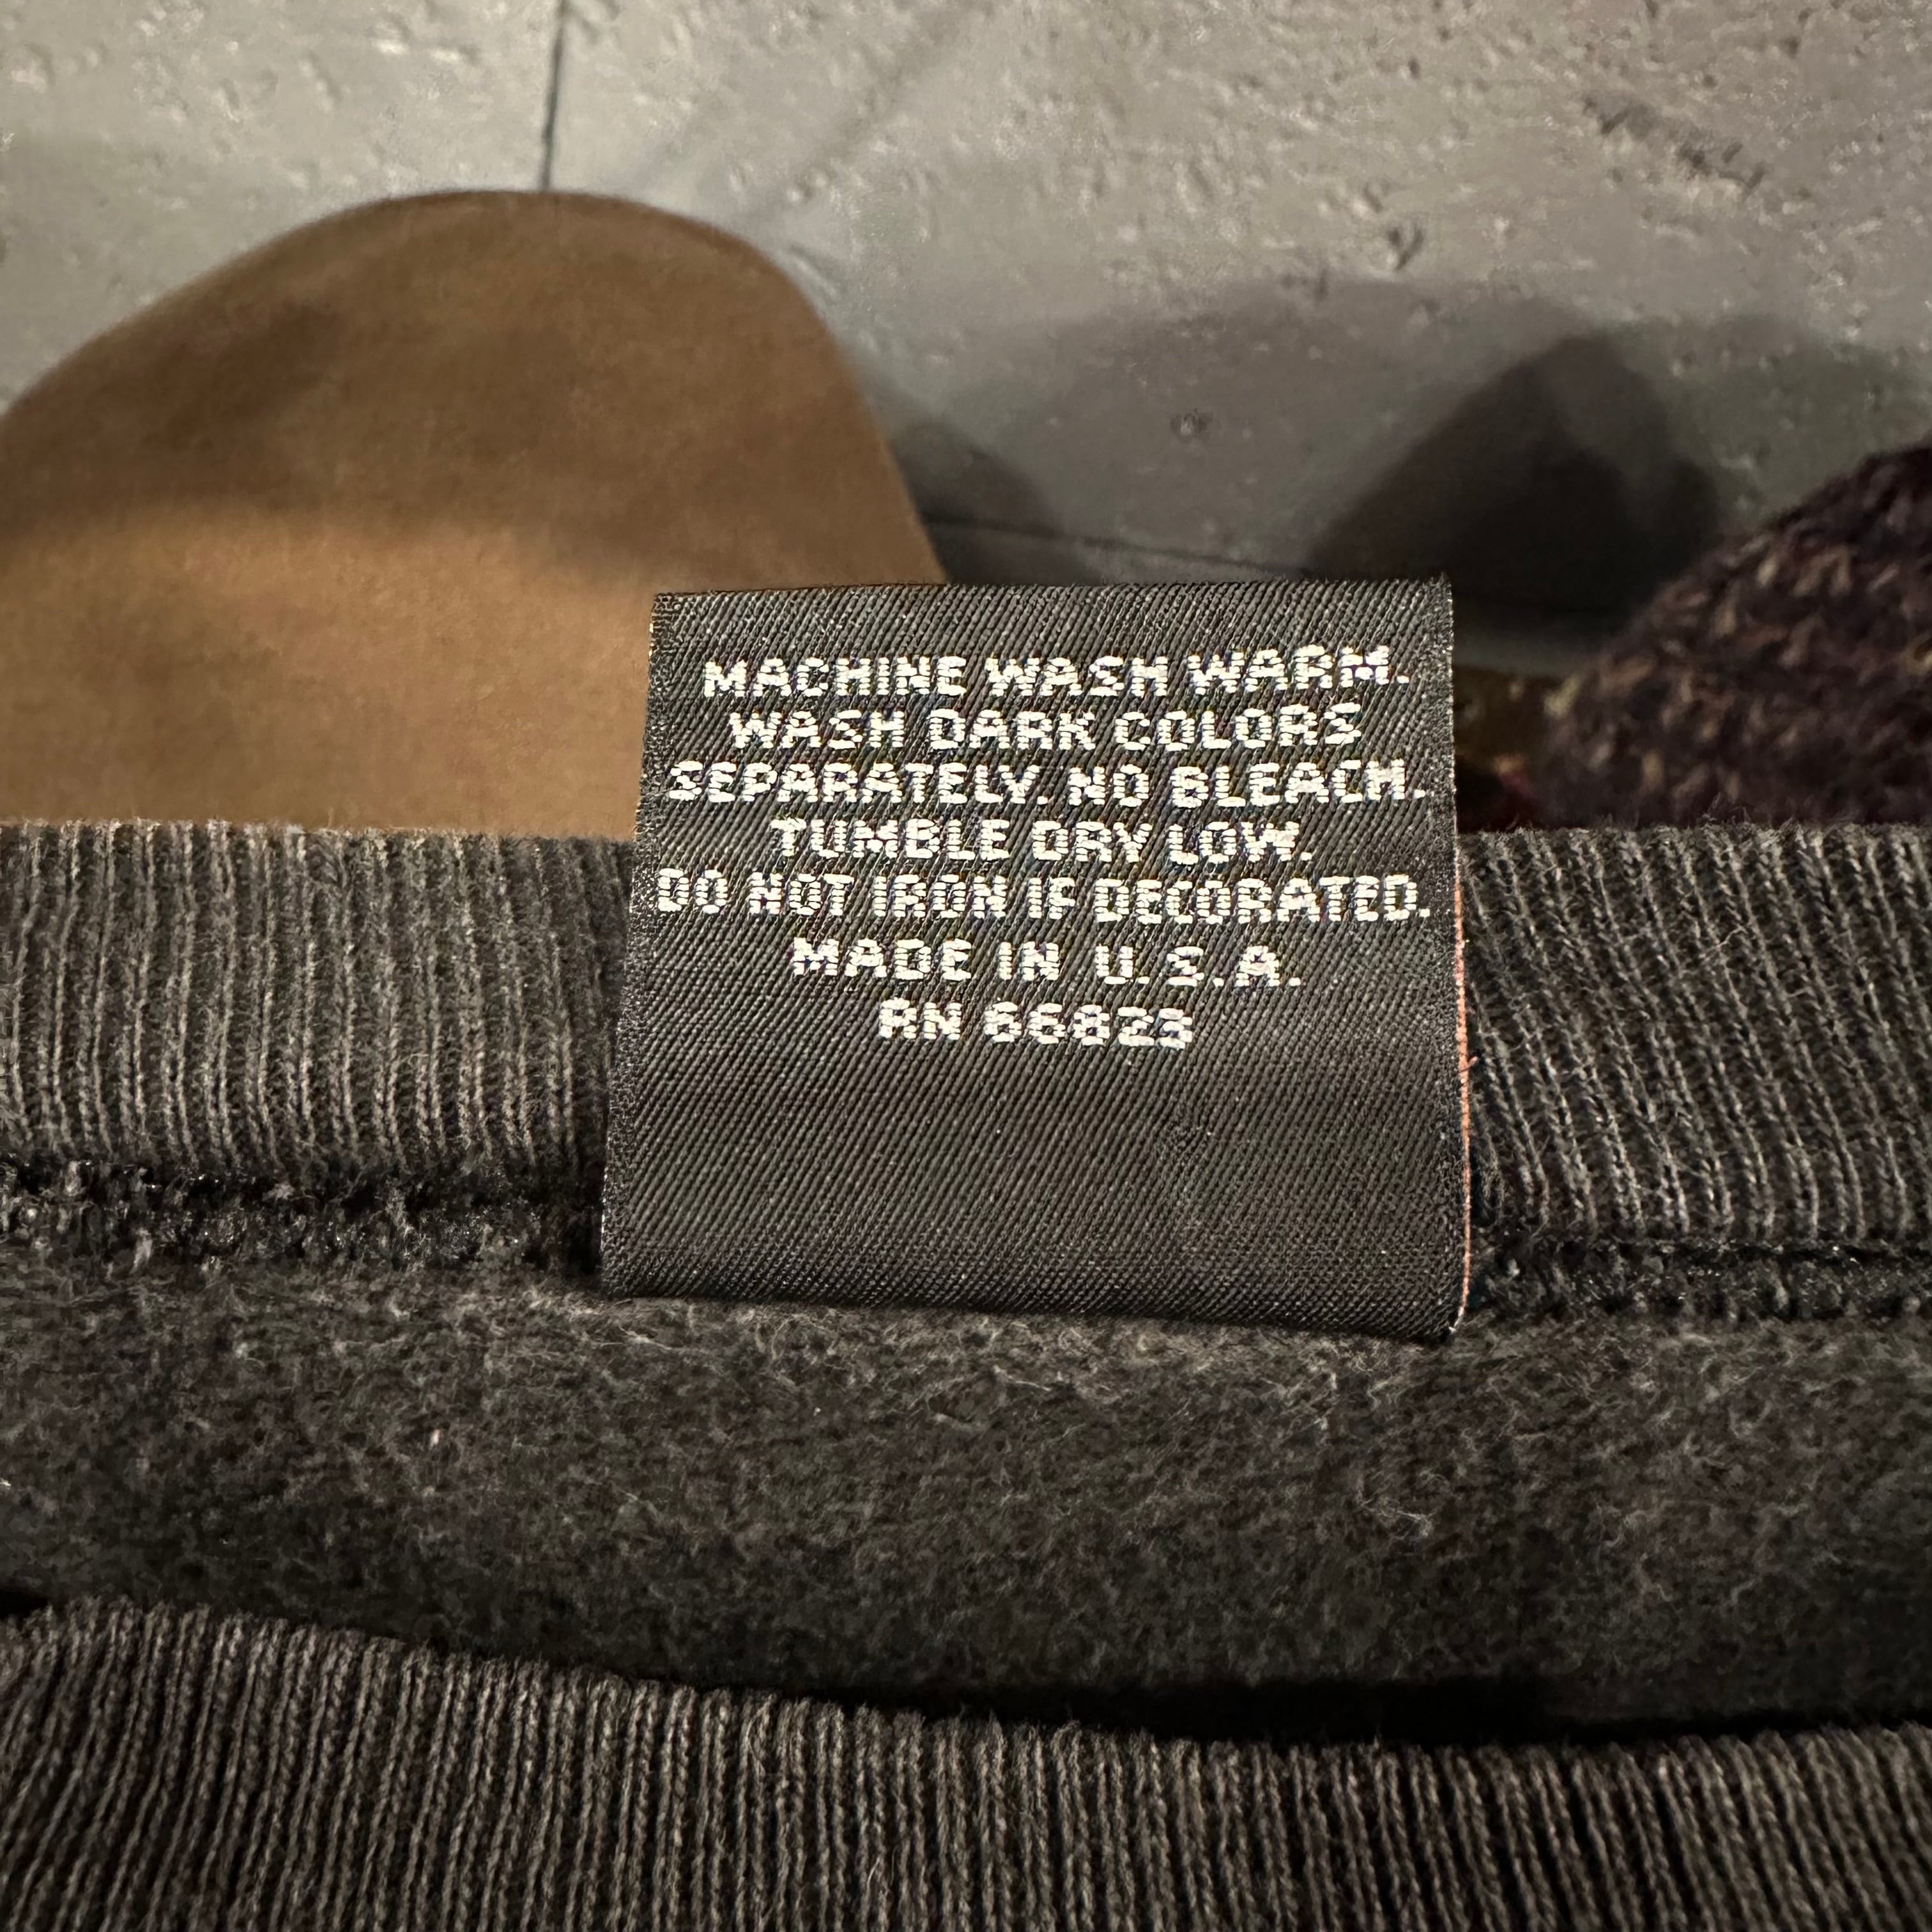 MACHINE WASH WARM.
WASH DARK COLORS
SEPARATELY. NO BLEACH.
TUMBLE DRY LOW.
DO NOT IRON IF DECORATED.
MADE IN U.S.A.
RN 66825